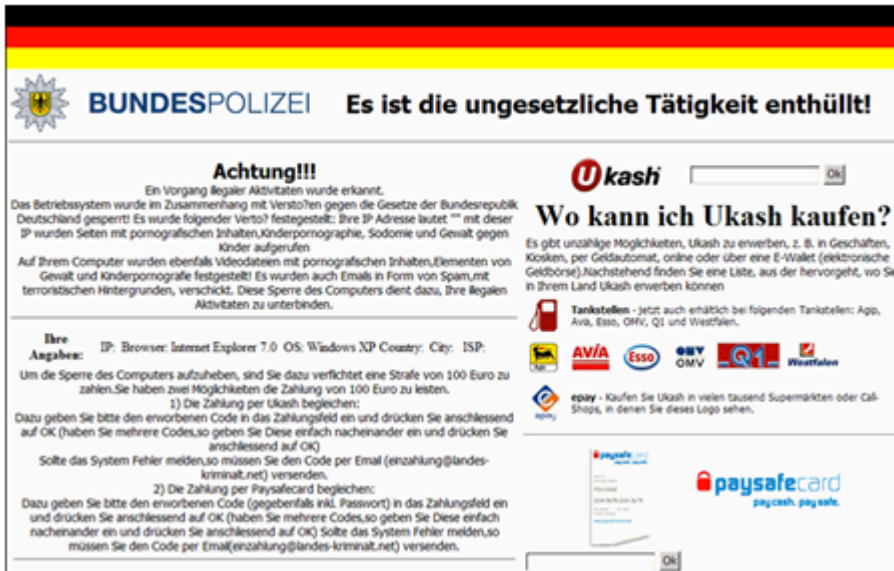 BUNDESPOLIZEI
Es ist die ungesetzliche Tätigkeit enthüllt!
Achtung!!!
Ein Vorgang illegaler Aktivitaten wurde erkannt.
Das Betriebssystem wurde im Zusammenhang mit Versto?en gegen die Gesetze der Bundesrepublik
Deutschland gesperrt! Es wurde folgender Verto? festegestellt: Ihre IP Adresse lautet "" mit dieser
IP wurden Seiten mit pornografischen Inhalten,Kinderpornographie, Sodomie und Gewalt gegen
Kinder aufgerufen
Auf Ihrem Computer wurden ebenfals Videodateien mit pornografischen Inhalten,Elementen von
Gewalt und Kinderpornografie festgestellt! Es wurden auch Emails in Form von Spam,mit
terroristischen Hintergrunden, verschickt. Diese Sperre des Computers dient dazu, Ihre illegalen
Aktivitaten zu unterbinden.
Ihre
Angaben:
IP: Browser: Internet Explorer 7.0 OS: Windows XP Country: City: ISP:
Um die Sperre des Computers aufzuheben, sind Sie dazu verflichtet eine Strafe von 100 Euro zu
zahlen.Sie haben zwei Möglichkeiten die Zahlung von 100 Euro zu leisten.
1) Die Zahlung per Ukash begleichen:
Dazu geben Sie bitte den erworbenen Code in das Zahlungsfeld ein und drücken Sie anschlessend
auf OK (haben Sie mehrere Codes,so geben Sie Diese einfach nacheinander ein und drücken Sie
anschlessend auf OK)
Sollte das System Fehler melden,so müssen Sie den Code per Email (einzahlung@landes-
kriminalt.net) versenden.
2) Die Zahlung per Paysafecard begleichen:
Dazu geben Sie bitte den erworbenen Code (gegebenfalls inkl. Passwort) in das Zahlungsfeld ein
und drücken Sie anschlessend auf OK (haben Sie mehrere Codes,so geben Sie Diese einfach
nacheinander ein und drücken Sie anschlessend auf OK) Sollte das System Fehler melden,so
müssen Sie den Code per Email(einzahlung@landes-kriminalt.net) versenden.
Ukash
Ok
Wo kann ich Ukash kaufen?
Es gibt unzählige Möglichkeiten, Ukash zu erwerben, z. B. in Geschäften,
Kiosken, per Geldautomat, online oder über eine E-Wallet (elektronische
Geldbörse).Nachstehend finden Sie eine Liste, aus der hervorgeht, wo Sie
in Ihrem Land Ukash erwerben können
Tankstellen - jetzt auch erhältlich bei folgenden Tankstellen: Agip,
Avia, Esso, OMV, Q1 und Westfalen.
Agip AVIA Esso OMV Q1 Westfalen
epay - Kaufen Sie Ukash in vielen tausend Supermärkten oder Call-
Shops, in denen Sie dieses Logo sehen.
epay
paysafecard
paysafecard
pay cash. pay safe.
Ok